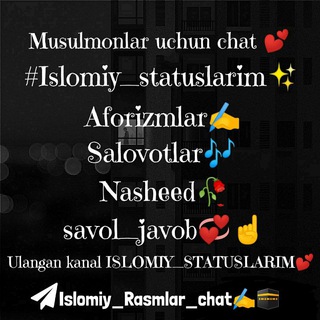 Musulmonlar uchun chat 💕
#Islomiy_statuslarim✨
Aforizmlar✍️
Salovotlar🎶
Nasheed🥀
savol_javob💞☝️
Ulangan kanal ISLOMIY_STATUSLARIM💕
Islomiy_Rasmlar_chat✍️🕋